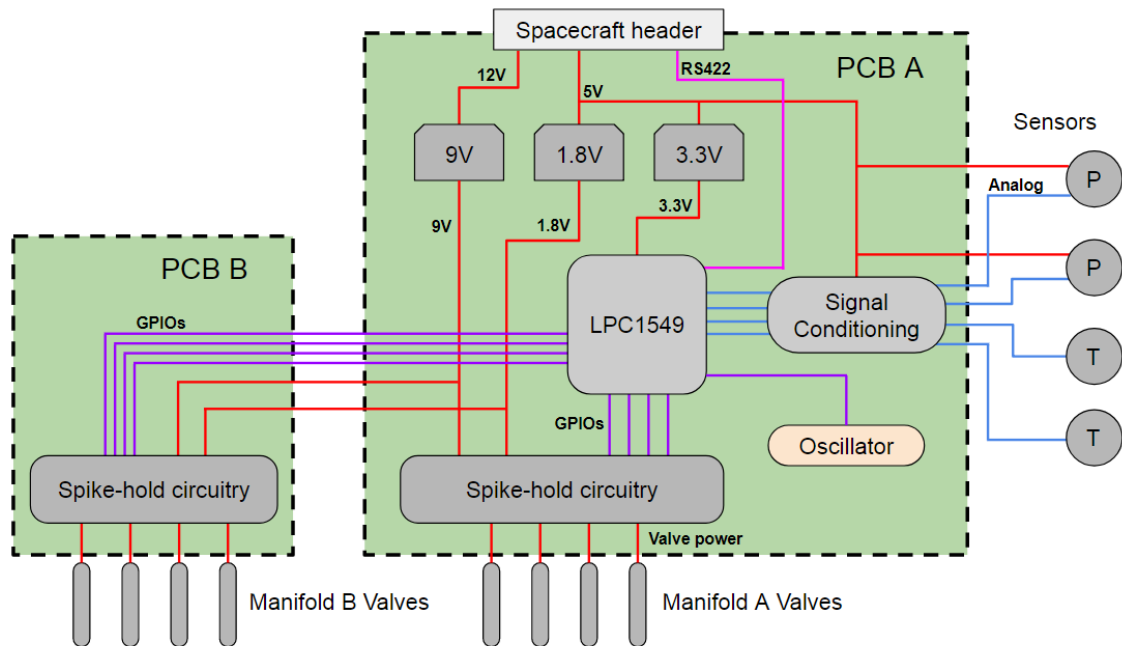 Spacecraft header
PCB A
12V
5V
RS422
9V
1.8V
3.3V
Sensors
P
Analog
3.3V
9V
1.8V
PCB B
P
LPC1549
Signal
Conditioning
GPIOs
T
GPIOs
Oscillator
T
Spike-hold circuitry
Spike-hold circuitry
Valve power
Manifold B Valves
Manifold A Valves